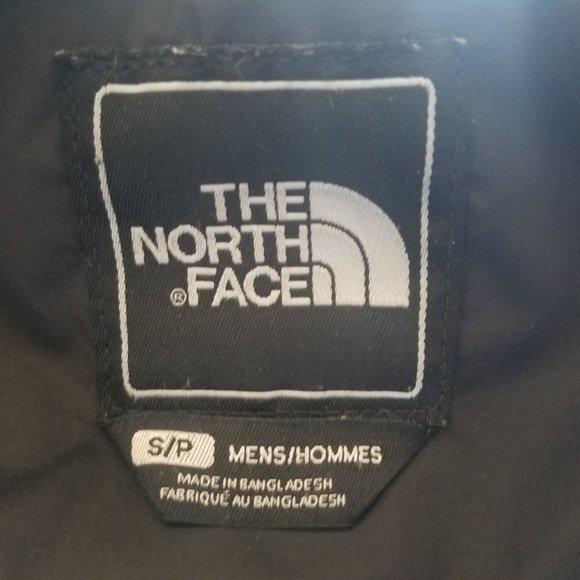 THE
NORTH
®FACE
S/P MENS/HOMMES
MADE IN BANGLADESH
FABRIQUÉ AU BANGLADESH